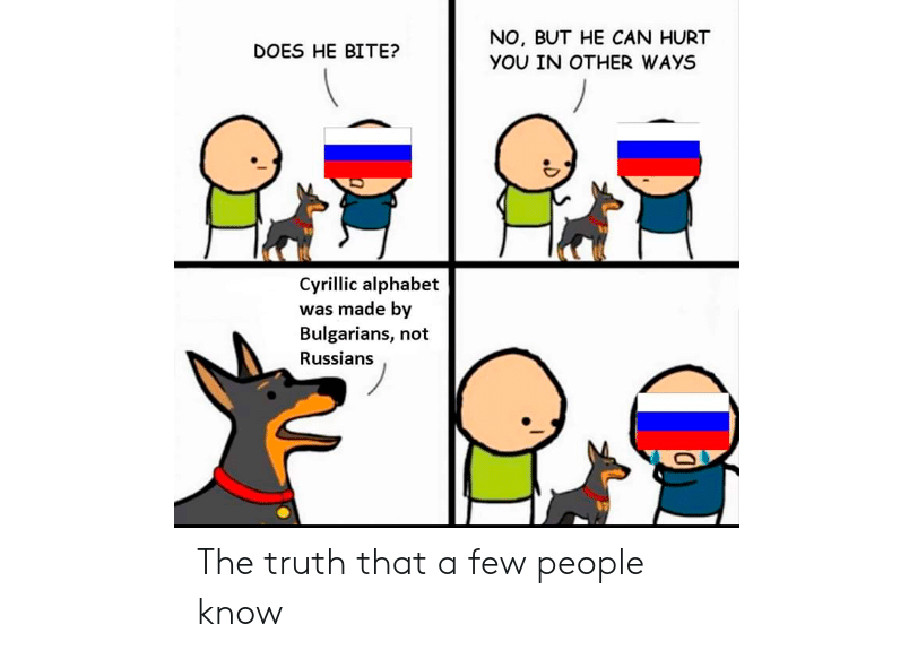 DOES HE BITE?
NO, BUT HE CAN HURT
YOU IN OTHER WAYS
Cyrillic alphabet
was made by
Bulgarians, not
Russians
The truth that a few people
know